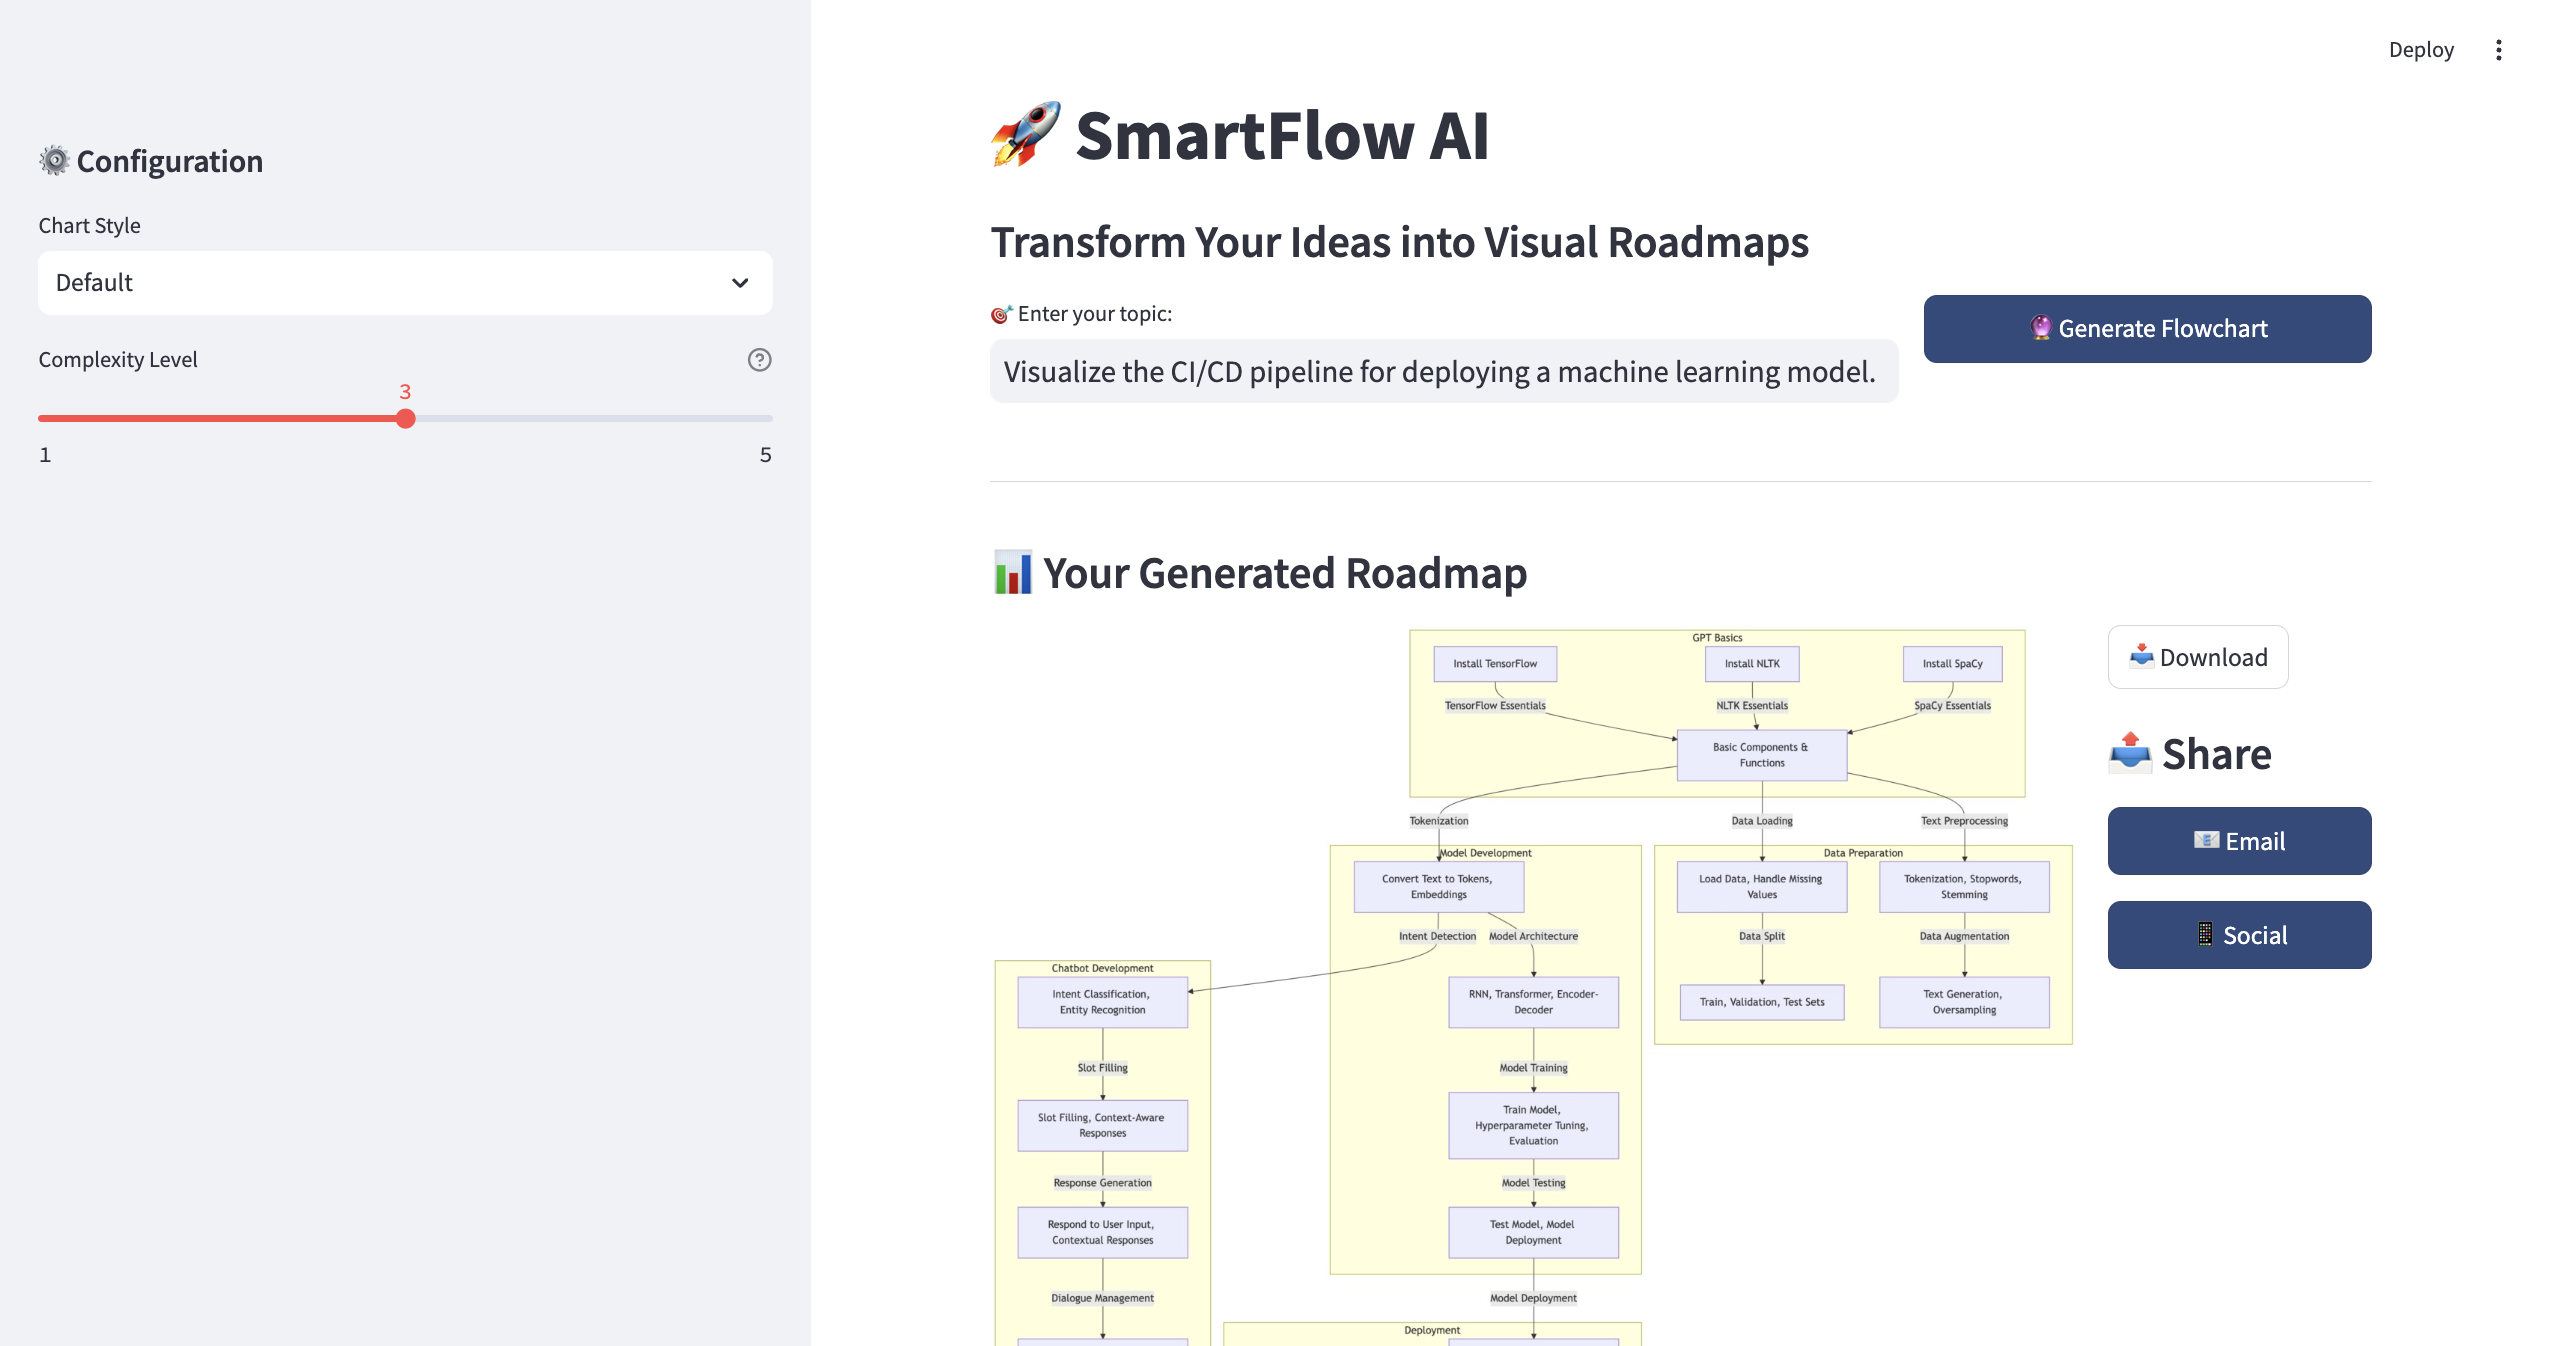 Deploy
Configuration
Chart Style
Default
Complexity Level
3
1
5
SmartFlow AI
Transform Your Ideas into Visual Roadmaps
Enter your topic:
Visualize the CI/CD pipeline for deploying a machine learning model.
Generate Flowchart
Your Generated Roadmap
GPT Basics
Install TensorFlow
Install NLTK
Install SpaCy
TensorFlow Essentials
NLTK Essentials
SpaCy Essentials
Basic Components &
Functions
Tokenization
Data Loading
Text Preprocessing
Model Development
Convert Text to Tokens,
Embeddings
Intent Detection
Model Architecture
RNN, Transformer, Encoder-
Decoder
Model Training
Train Model,
Hyperparameter Tuning,
Evaluation
Model Testing
Test Model, Model
Deployment
Model Deployment
Data Preparation
Load Data, Handle Missing
Values
Tokenization, Stopwords,
Stemming
Data Split
Data Augmentation
Train, Validation, Test Sets
Text Generation,
Oversampling
Chatbot Development
Intent Classification,
Entity Recognition
Slot Filling
Slot Filling, Context-Aware
Responses
Response Generation
Respond to User Input,
Contextual Responses
Dialogue Management
Deployment
Download
Share
Email
Social